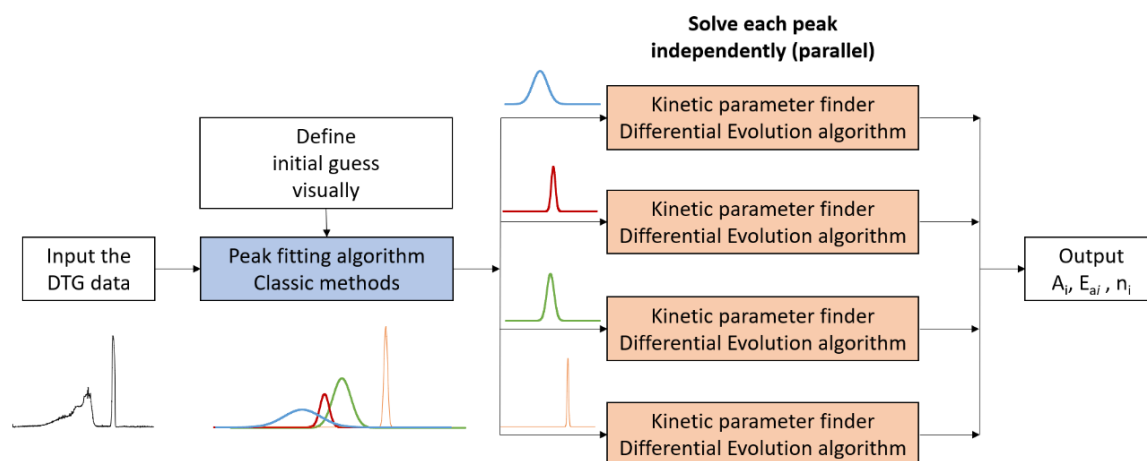 Solve each peak
independently (parallel)
Define
initial guess
visually
Input the
DTG data
Peak fitting algorithm
Classic methods
Kinetic parameter finder
Differential Evolution algorithm
Kinetic parameter finder
Differential Evolution algorithm
Kinetic parameter finder
Differential Evolution algorithm
Kinetic parameter finder
Differential Evolution algorithm
Output
Aᵢ, Eₐᵢ , nᵢ